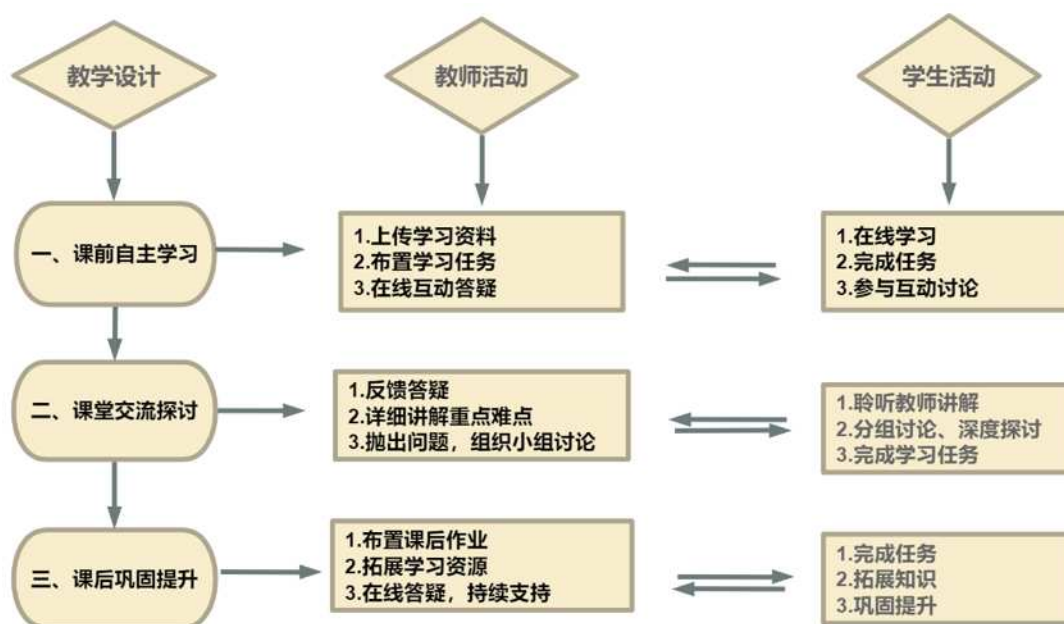 教学设计
教师活动
学生活动
一、课前自主学习
1.上传学习资料
2.布置学习任务
3.在线互动答疑
1.在线学习
2.完成任务
3.参与互动讨论
二、课堂交流探讨
1.反馈答疑
2.详细讲解重点难点
3.抛出问题，组织小组讨论
1.聆听教师讲解
2.分组讨论、深度探讨
3.完成学习任务
三、课后巩固提升
1.布置课后作业
2.拓展学习资源
3.在线答疑，持续支持
1.完成任务
2.拓展知识
3.巩固提升